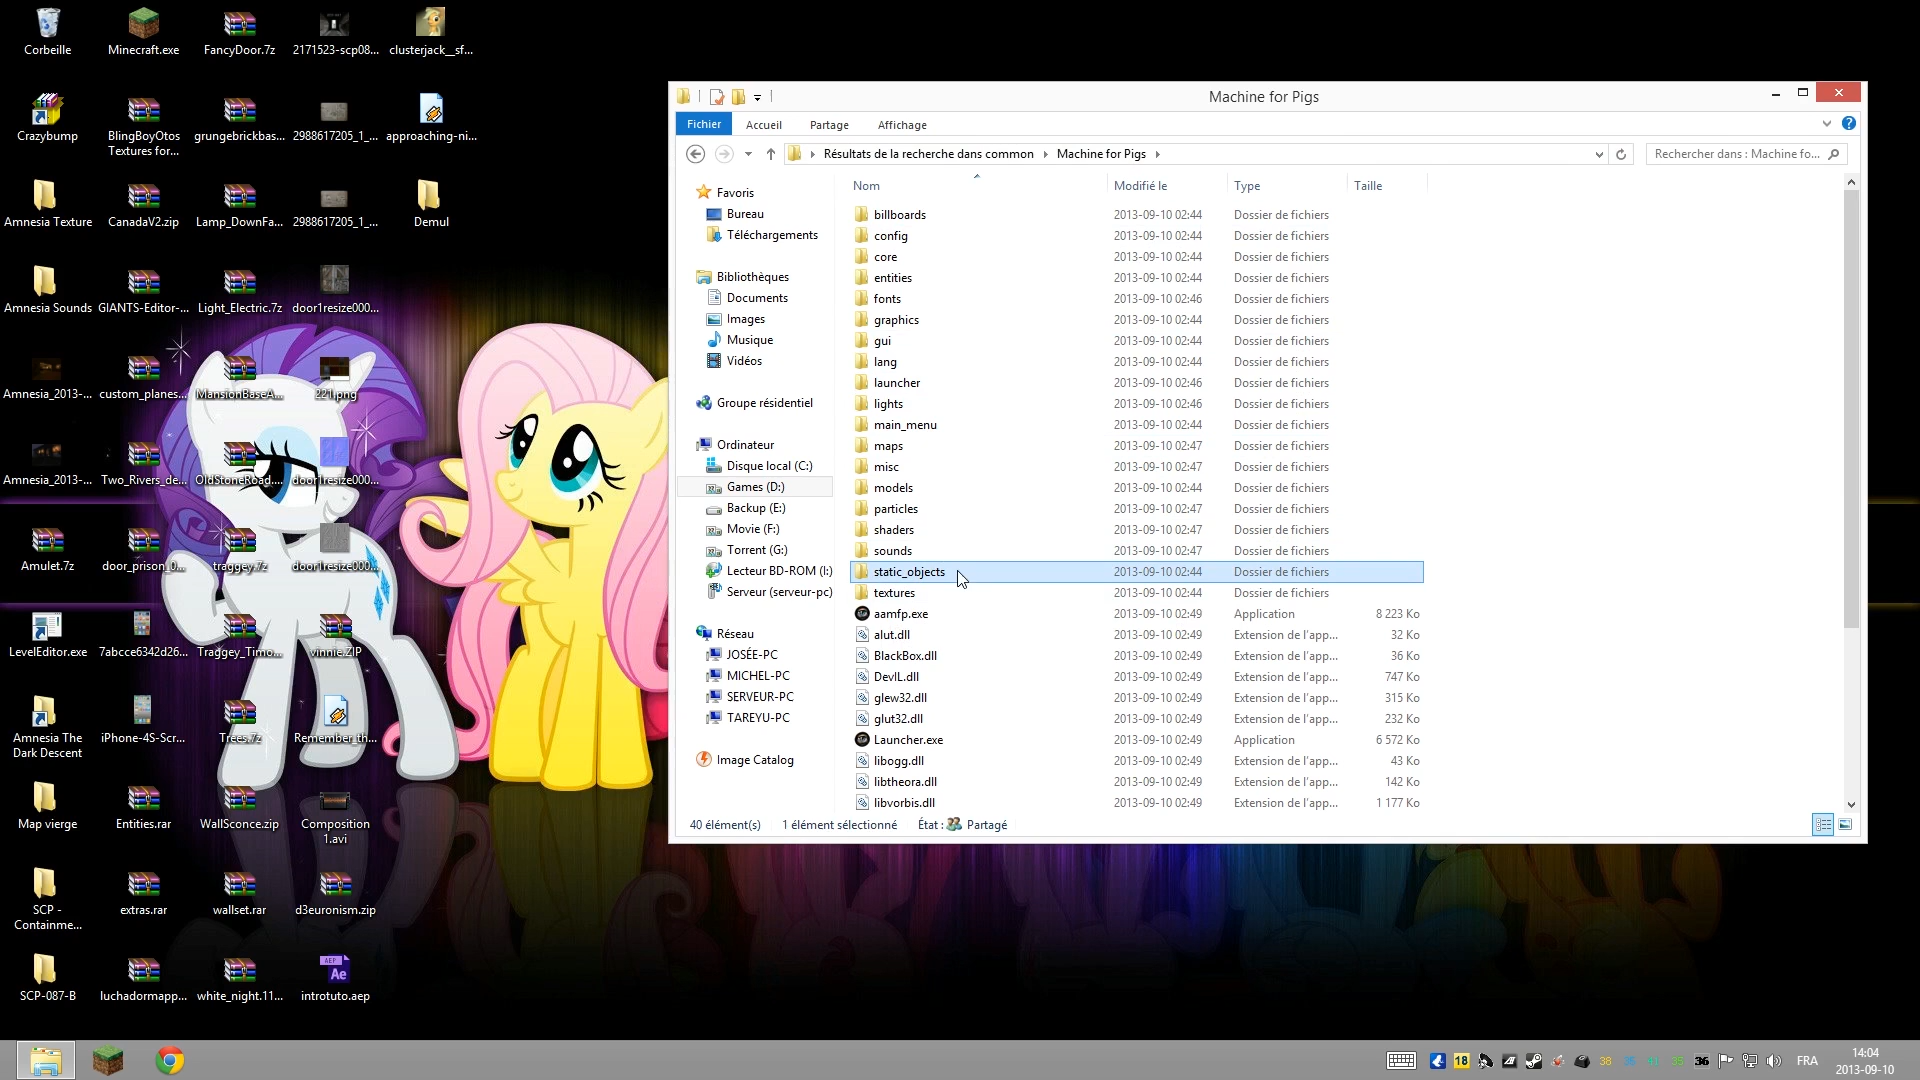 Corbeille
Minecraft.exe
FancyDoor.7z
2171523-scp08...
clusterjack__sf...
Crazybump
BlingBoyOtos
Textures for...
grungebrickbas...
2988617205_1_...
approaching-ni...
Amnesia Texture
CanadaV2.zip
Lamp_DownFa...
2988617205_1_...
Demul
Amnesia Sounds
GIANTS-Editor-...
Light_Electric.7z
door1resize000...
Amnesia_2013-...
custom_planes...
MansionBaseA...
221.png
Amnesia_2013-...
Two_Rivers_de...
OldStoneRoad....
door1resize000...
Amulet.7z
door_prison_0...
traggey.7z
door1resize000...
LevelEditor.exe
7abcce6342d26...
Traggey_Timo...
vinnie.ZIP
Amnesia The
Dark Descent
iPhone-4S-Scr...
Trees.7z
Remember_th...
Map vierge
Entities.rar
WallSconce.zip
Composition
1.avi
SCP -
Containme...
extras.rar
wallset.rar
d3euronism.zip
SCP-087-B
luchadormapp...
white_night.11...
AEP
Ae
introtuto.aep
Machine for Pigs
Fichier
Accueil
Partage
Affichage
Résultats de la recherche dans common
Machine for Pigs
Rechercher dans : Machine fo...
Favoris
Bureau
Téléchargements
Bibliothèques
Documents
Images
Musique
Vidéos
Groupe résidentiel
Ordinateur
Disque local (C:)
Games (D:)
Backup (E:)
Movie (F:)
Torrent (G:)
Lecteur BD-ROM (I:)
Serveur (serveur-pc)
Réseau
JOSÉE-PC
MICHEL-PC
SERVEUR-PC
TAREYU-PC
Image Catalog
Nom Modifié le Type Taille
billboards 2013-09-10 02:44 Dossier de fichiers
config 2013-09-10 02:44 Dossier de fichiers
core 2013-09-10 02:44 Dossier de fichiers
entities 2013-09-10 02:44 Dossier de fichiers
fonts 2013-09-10 02:46 Dossier de fichiers
graphics 2013-09-10 02:44 Dossier de fichiers
gui 2013-09-10 02:44 Dossier de fichiers
lang 2013-09-10 02:44 Dossier de fichiers
launcher 2013-09-10 02:46 Dossier de fichiers
lights 2013-09-10 02:46 Dossier de fichiers
main_menu 2013-09-10 02:44 Dossier de fichiers
maps 2013-09-10 02:47 Dossier de fichiers
misc 2013-09-10 02:47 Dossier de fichiers
models 2013-09-10 02:47 Dossier de fichiers
particles 2013-09-10 02:47 Dossier de fichiers
shaders 2013-09-10 02:47 Dossier de fichiers
sounds 2013-09-10 02:47 Dossier de fichiers
static_objects 2013-09-10 02:44 Dossier de fichiers
textures 2013-09-10 02:44 Dossier de fichiers
aamfp.exe 2013-09-10 02:49 Application 8 223 Ko
alut.dll 2013-09-10 02:49 Extension de l'app... 32 Ko
BlackBox.dll 2013-09-10 02:49 Extension de l'app... 36 Ko
DevIL.dll 2013-09-10 02:49 Extension de l'app... 747 Ko
glew32.dll 2013-09-10 02:49 Extension de l'app... 315 Ko
glut32.dll 2013-09-10 02:49 Extension de l'app... 232 Ko
Launcher.exe 2013-09-10 02:49 Application 6 572 Ko
libogg.dll 2013-09-10 02:49 Extension de l'app... 43 Ko
libtheora.dll 2013-09-10 02:49 Extension de l'app... 142 Ko
libvorbis.dll 2013-09-10 02:49 Extension de l'app... 1 177 Ko
40 élément(s) 1 élément sélectionné État : Partagé
18
38
35
36
FRA
14:04
2013-09-10